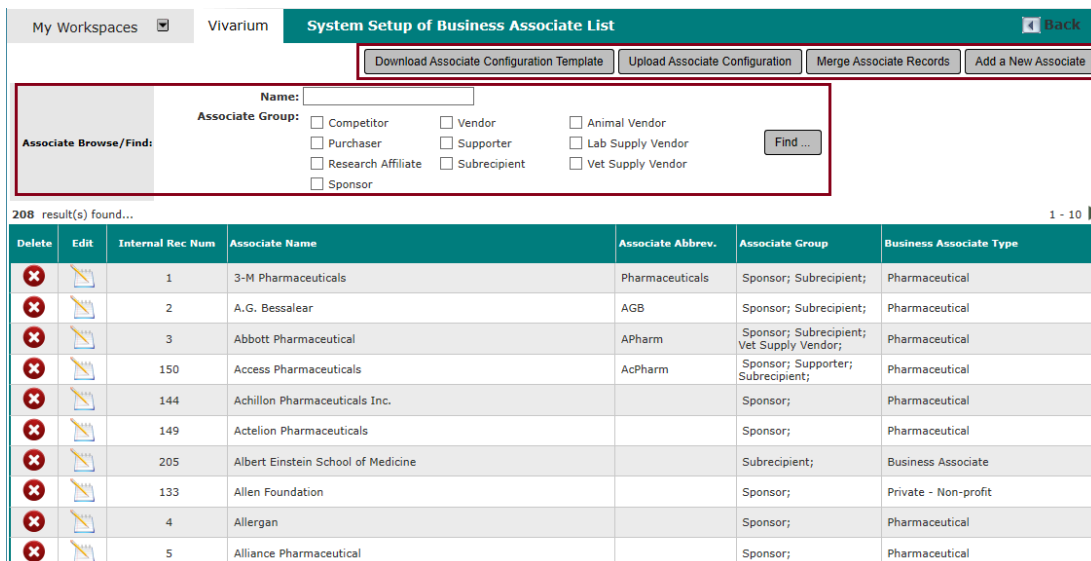 My Workspaces Vivarium System Setup of Business Associate List Back
Download Associate Configuration Template Upload Associate Configuration Merge Associate Records Add a New Associate
Name:
Associate Group: Competitor Vendor Animal Vendor
Associate Browse/Find: Purchaser Supporter Lab Supply Vendor Find ...
Research Affiliate Subrecipient Vet Supply Vendor
Sponsor
208 result(s) found... 1 - 10
Delete Edit Internal Rec Num Associate Name Associate Abbrev. Associate Group Business Associate Type
1 3-M Pharmaceuticals Pharmaceuticals Sponsor; Subrecipient; Pharmaceutical
2 A.G. Bessalear AGB Sponsor; Subrecipient; Pharmaceutical
3 Abbott Pharmaceutical APharm Sponsor; Subrecipient; Vet Supply Vendor; Pharmaceutical
150 Access Pharmaceuticals AcPharm Sponsor; Supporter; Subrecipient; Pharmaceutical
144 Achillon Pharmaceuticals Inc. Sponsor; Pharmaceutical
149 Actelion Pharmaceuticals Sponsor; Pharmaceutical
205 Albert Einstein School of Medicine Subrecipient; Business Associate
133 Allen Foundation Sponsor; Private - Non-profit
4 Allergan Sponsor; Pharmaceutical
5 Alliance Pharmaceutical Sponsor; Pharmaceutical